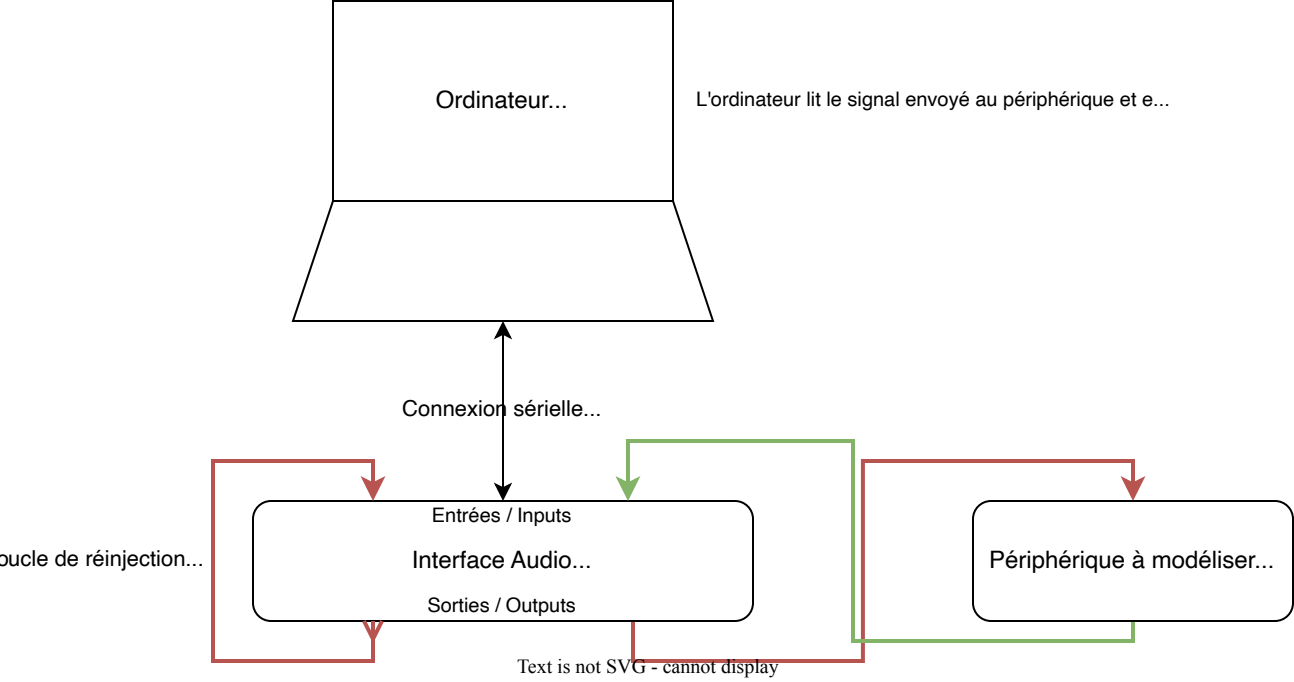 Ordinateur...
L'ordinateur lit le signal envoyé au périphérique et e...
Connexion sérielle...
Entrées / Inputs
oucle de réinjection...
Interface Audio...
Périphérique à modéliser...
Sorties / Outputs
Text is not SVG - cannot display